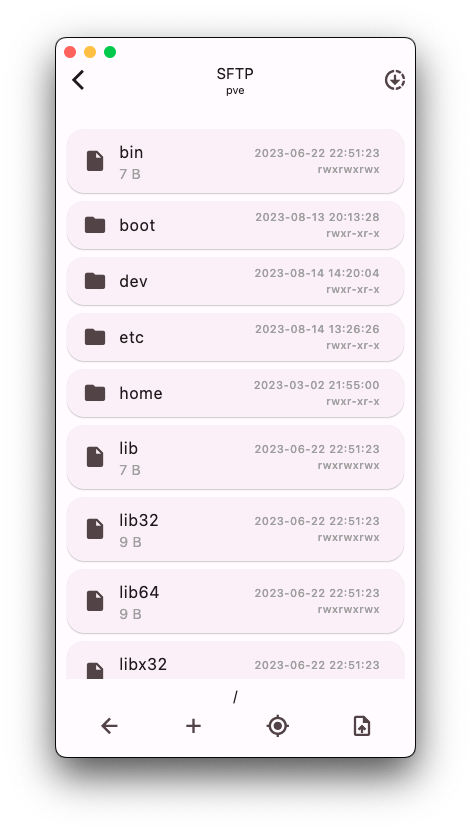 SFTP
pve
bin
2023-06-22 22:51:23
7 B
rwxrwxrwx
boot
2023-08-13 20:13:28
rwxr-xr-x
dev
2023-08-14 14:20:04
rwxr-xr-x
etc
2023-08-14 13:26:26
rwxr-xr-x
home
2023-03-02 21:55:00
rwxr-xr-x
lib
2023-06-22 22:51:23
7 B
rwxrwxrwx
lib32
2023-06-22 22:51:23
9 B
rwxrwxrwx
lib64
2023-06-22 22:51:23
9 B
rwxrwxrwx
libx32
2023-06-22 22:51:23
/